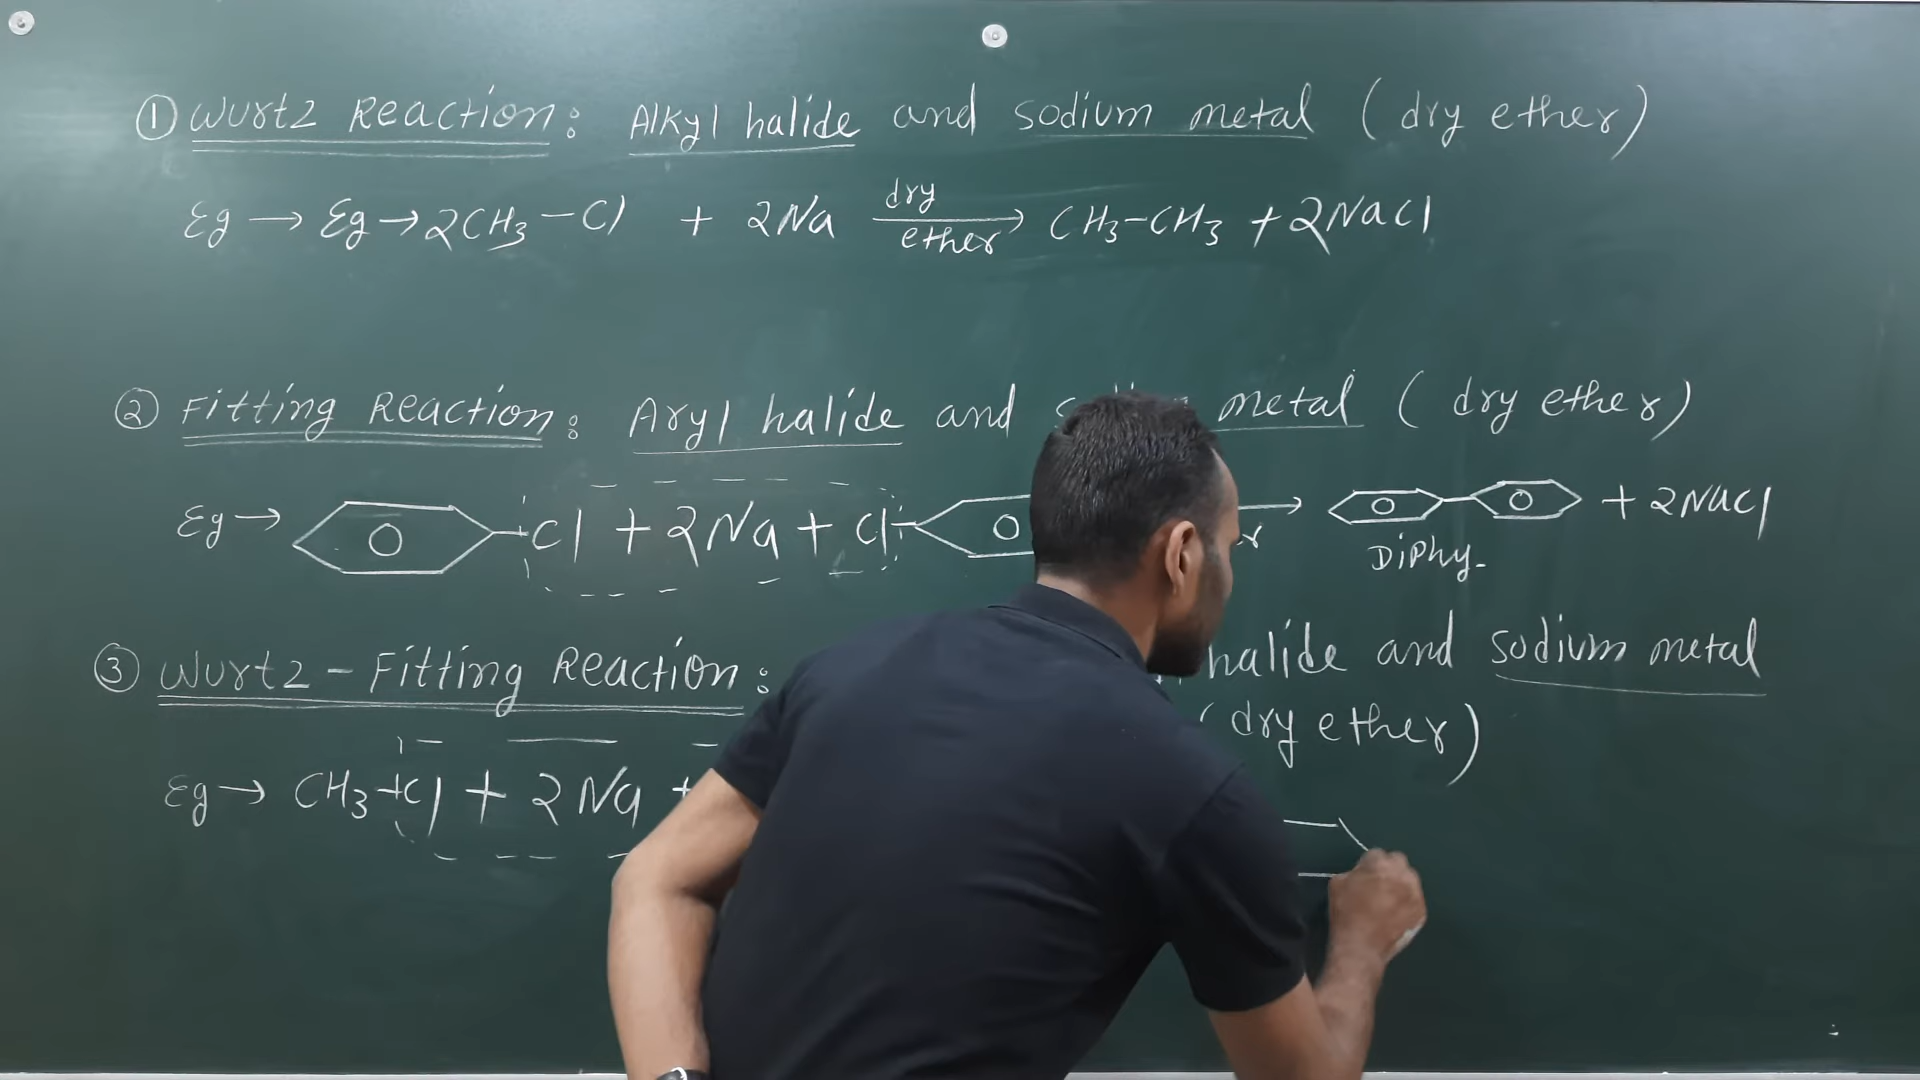 ① Wurtz Reaction: Alkyl halide and sodium metal (dry ether)
Eg → Eg → 2CH₃-Cl + 2Na dry ether → CH₃-CH₃ + 2NaCl
② Fitting Reaction: Aryl halide and metal (dry ether)
Eg → Cl + 2Na + Cl → + 2NaCl
DiPhy-
③ Wurtz - Fitting Reaction: halide and sodium metal
(dry ether)
Eg → CH₃-Cl + 2Na +